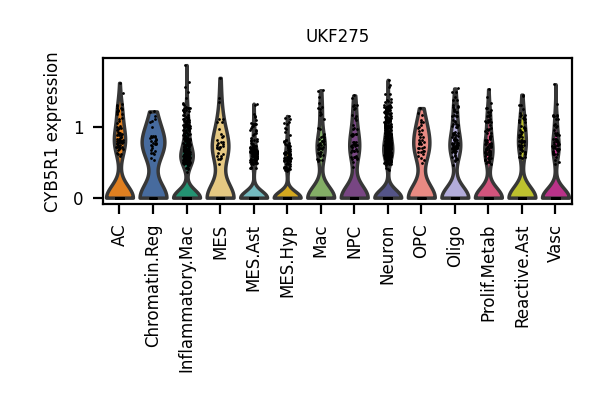 UKF275
CYB5R1 expression
1
0
AC
Chromatin.Reg
Inflammatory.Mac
MES
MES.Ast
MES.Hyp
Mac
NPC
Neuron
OPC
Oligo
Prolif.Metab
Reactive.Ast
Vasc